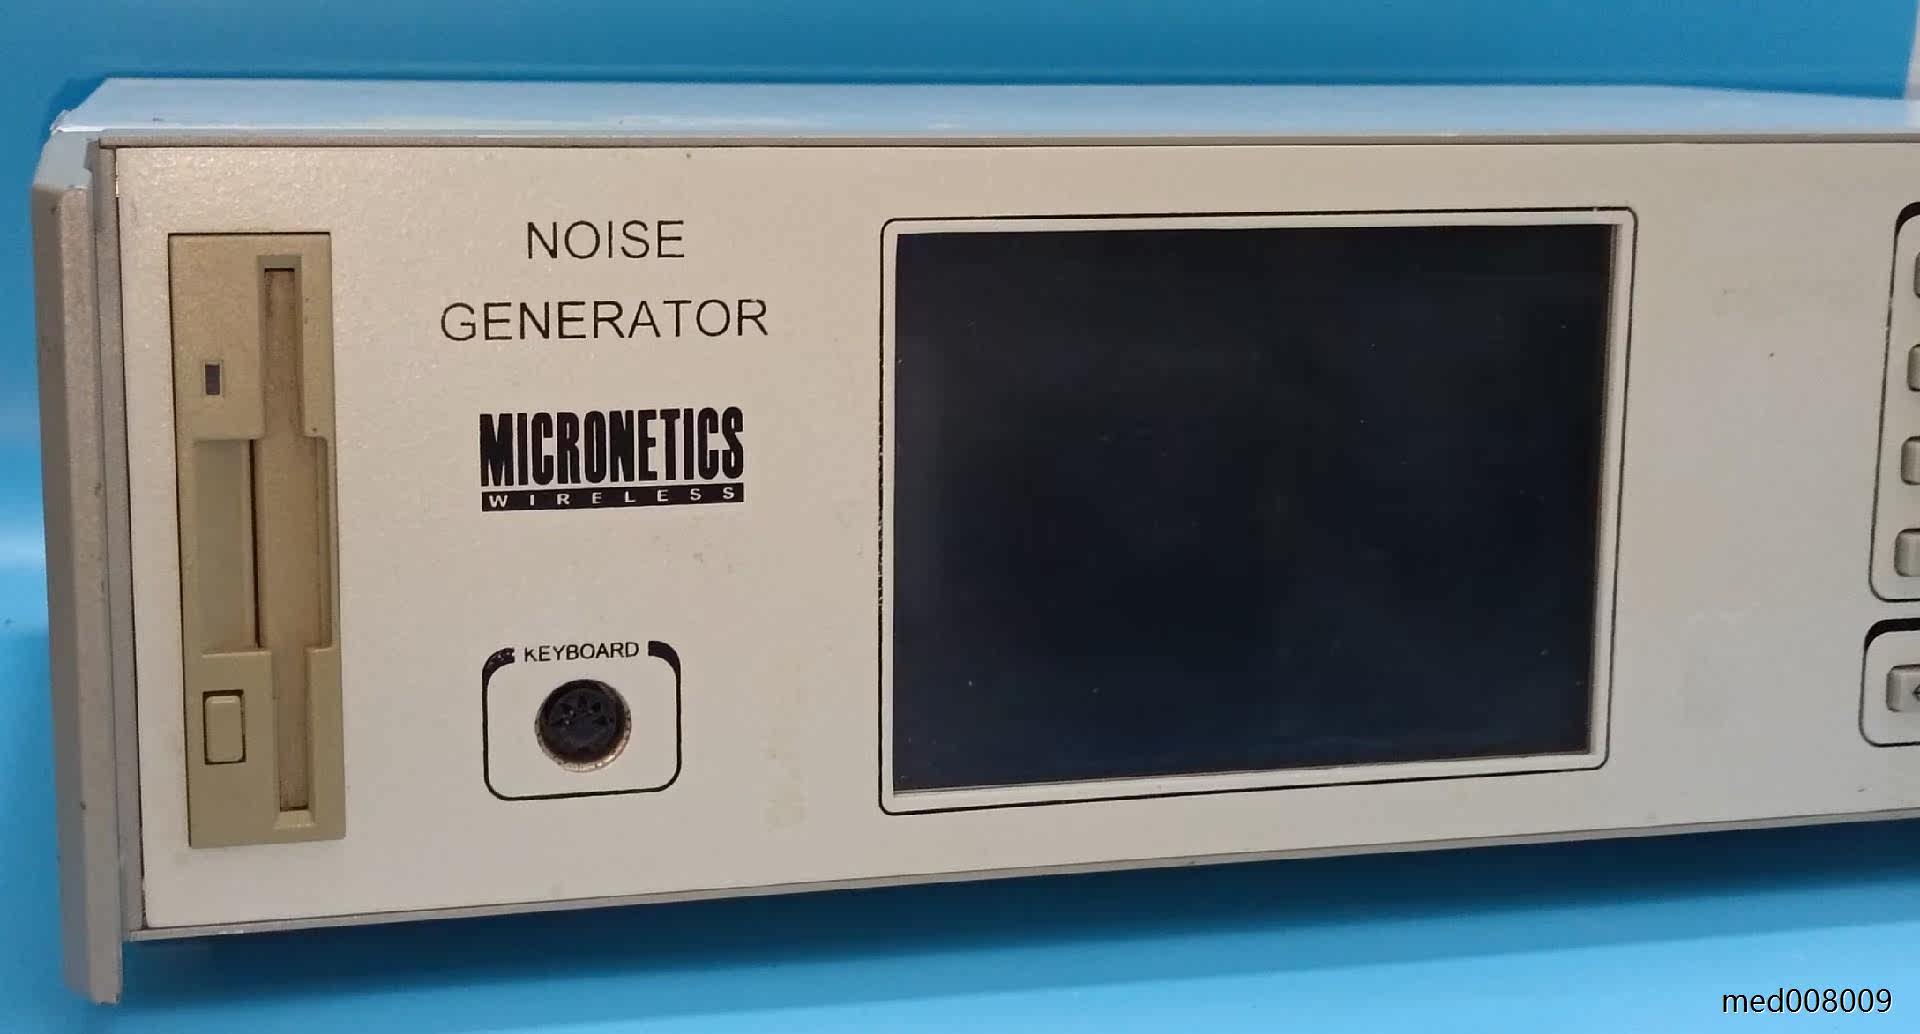 NOISE
GENERATOR
MICRONETICS
WIRELESS
KEYBOARD
med008009